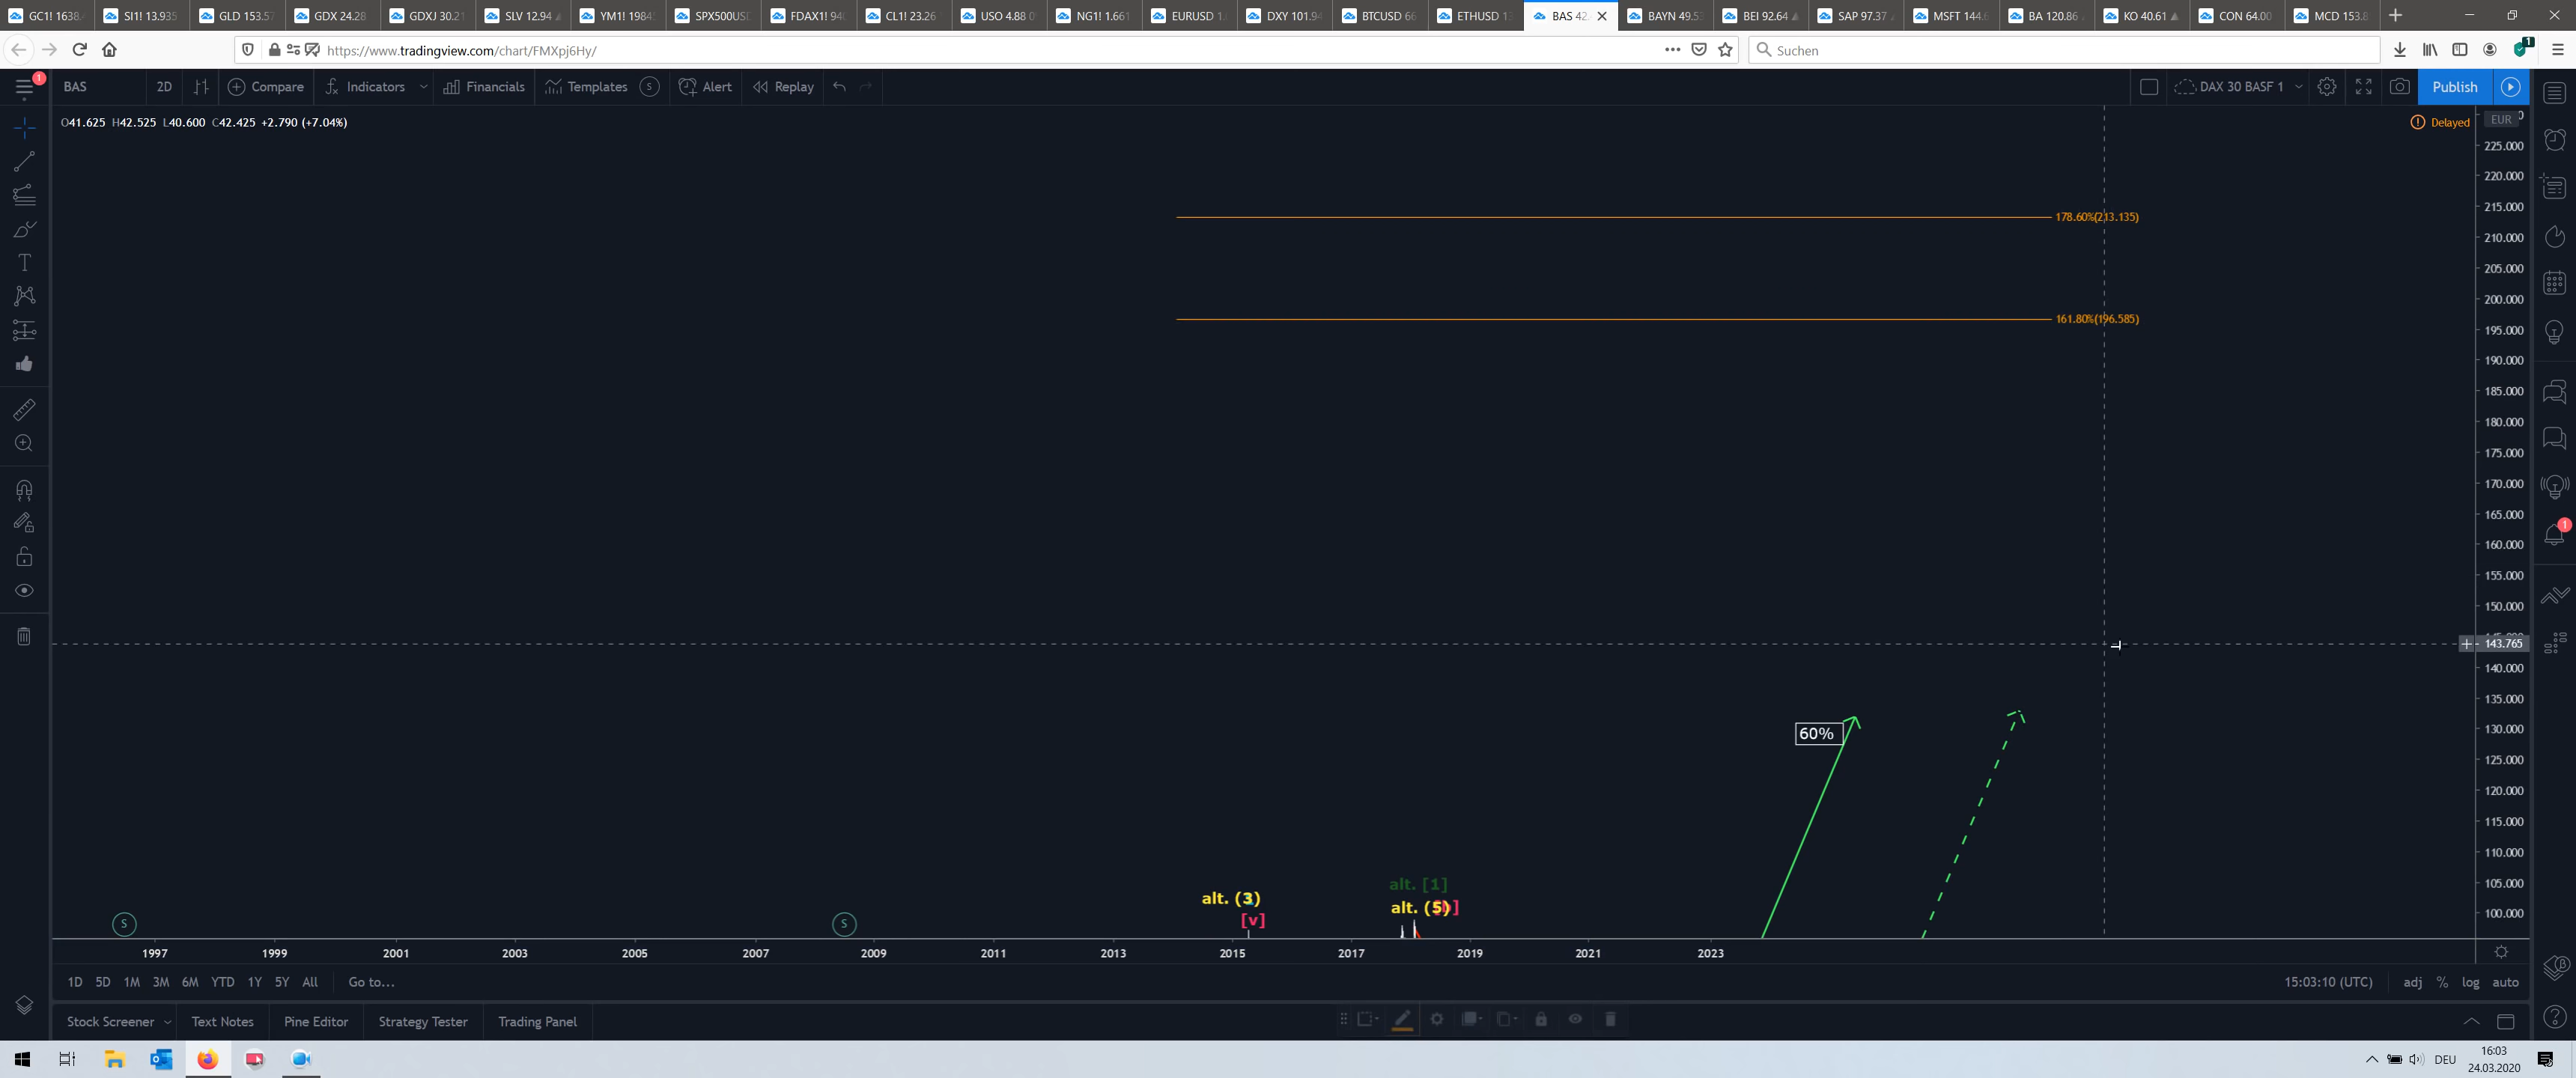 GC1! 1638. SI1! 13.935 GLD 153.57 GDX 24.28 GDXJ 30.21 SLV 12.94 YM1! 1984 SPX500USD FDAX1! 940 CL1! 23.26 USO 4.88 NG1! 1.661 EURUSD 1. DXY 101.94 BTCUSD 66 ETHUSD 13 BAS 42. BAYN 49.53 BEI 92.64 SAP 97.37 MSFT 144.6 BA 120.86 KO 40.61 CON 64.00 MCD 153.8
https://www.tradingview.com/chart/FMXpj6Hy/ Suchen 1
1 BAS 2D Compare Indicators Financials Templates S Alert Replay DAX 30 BASF 1 Publish
O41.625 H42.525 L40.600 C42.425 +2.790 (+7.04%) Delayed EUR
225.000
220.000
178.60%(213.135) 215.000
210.000
205.000
200.000
161.80%(196.585) 195.000
190.000
185.000
180.000
175.000
170.000
165.000
160.000
155.000
150.000
143.765
140.000
135.000
60% 130.000
125.000
120.000
115.000
110.000
alt. [1] 105.000
alt. (3) alt. (5)
[v] 100.000
S S
1997 1999 2001 2003 2005 2007 2009 2011 2013 2015 2017 2019 2021 2023
1D 5D 1M 3M 6M YTD 1Y 5Y All Go to... 15:03:10 (UTC) adj % log auto
Stock Screener Text Notes Pine Editor Strategy Tester Trading Panel
DEU 16:03
24.03.2020